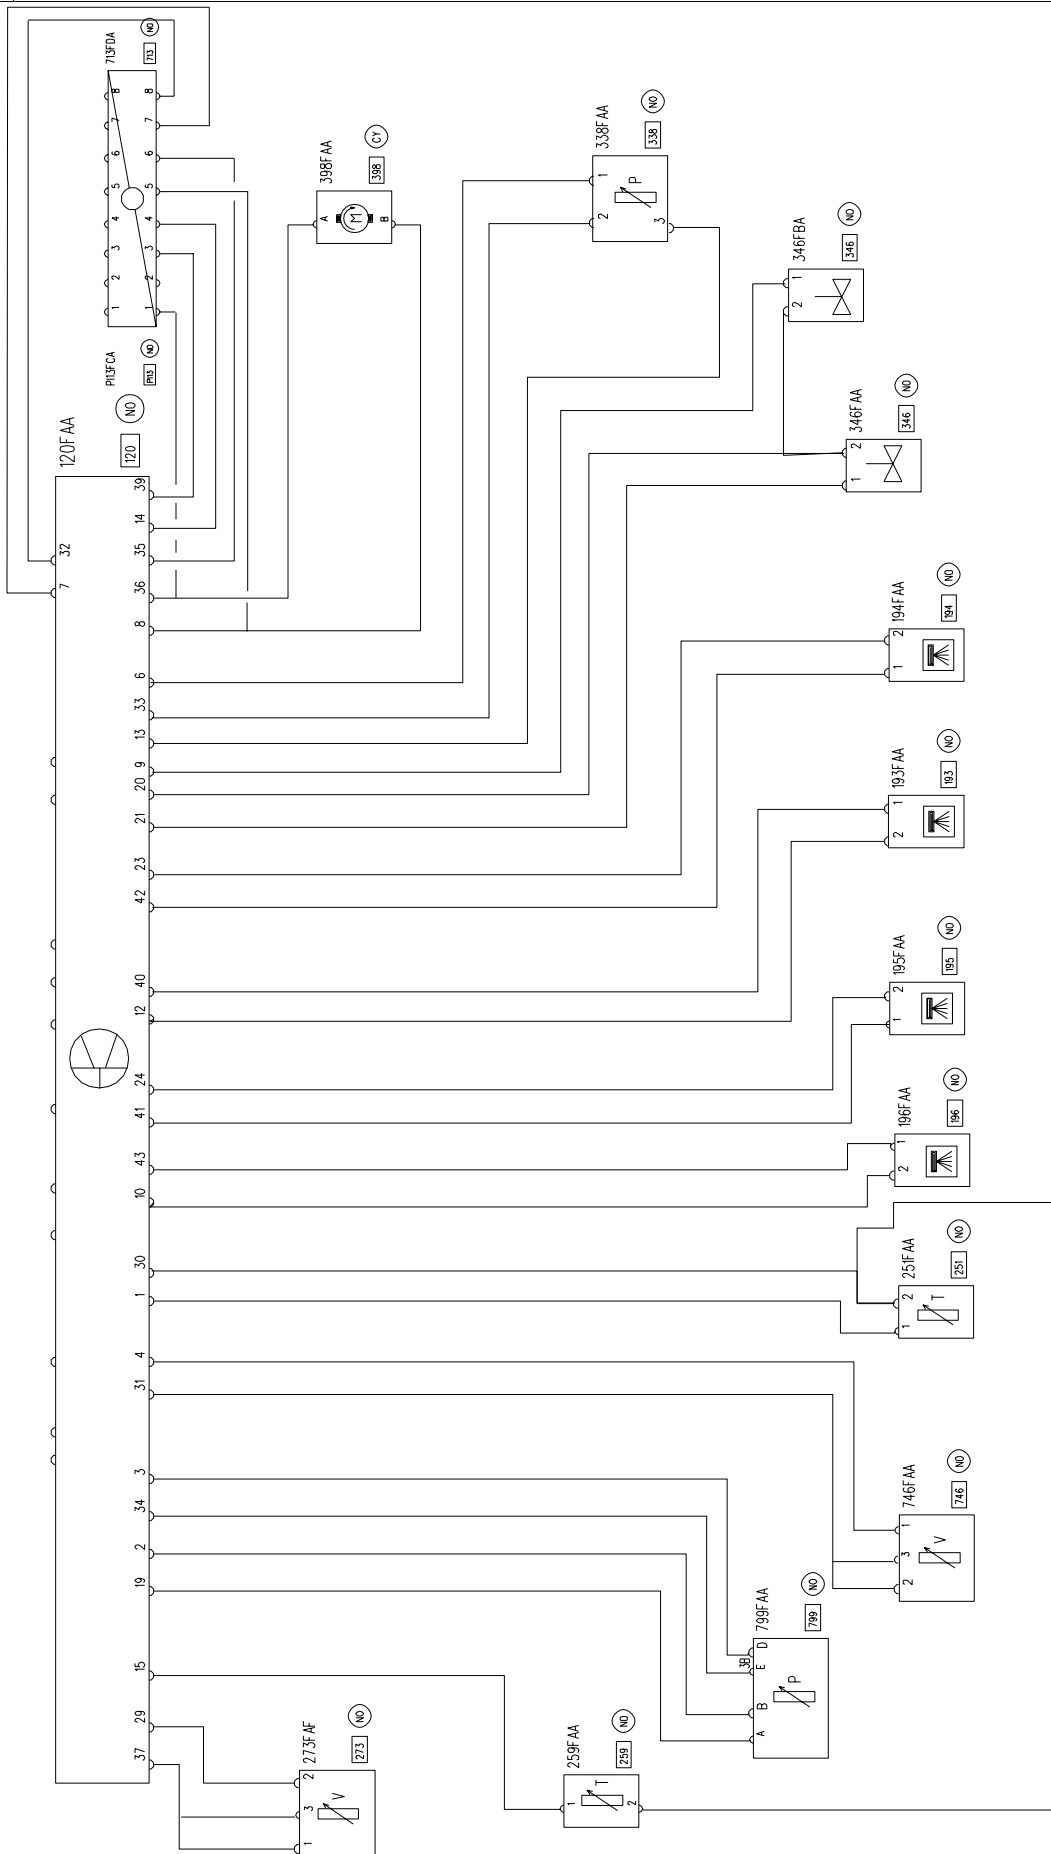 713FDA
NO
713
8 7 6 5 4 3 2 1
8 7 6 5 4 3 2 1
P113FCA
NO
P113
120FAA
NO
120
32
7
39
14
35
36
8
6
33
13
9
20
21
23
42
40
12
24
41
43
10
30
1
4
31
3
34
2
19
15
29
37
398FAA
CY
398
A
M
B
338FAA
NO
338
1
2
P
3
346FBA
NO
346
1
2
346FAA
NO
346
2
1
194FAA
NO
194
2
1
193FAA
NO
193
1
2
195FAA
NO
195
2
1
196FAA
NO
196
1
2
251FAA
NO
251
2
T
1
746FAA
NO
746
1
3
V
2
799FAA
NO
799
D
3B
E
P
B
A
259FAA
NO
259
1
T
2
273FAF
NO
273
2
3
V
1